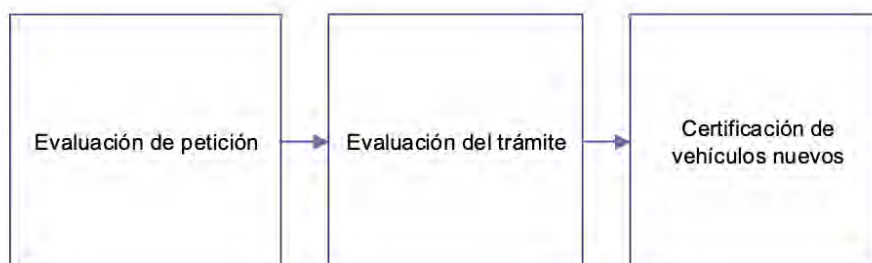 Evaluación de petición
Evaluación del trámite
Certificación de
vehículos nuevos